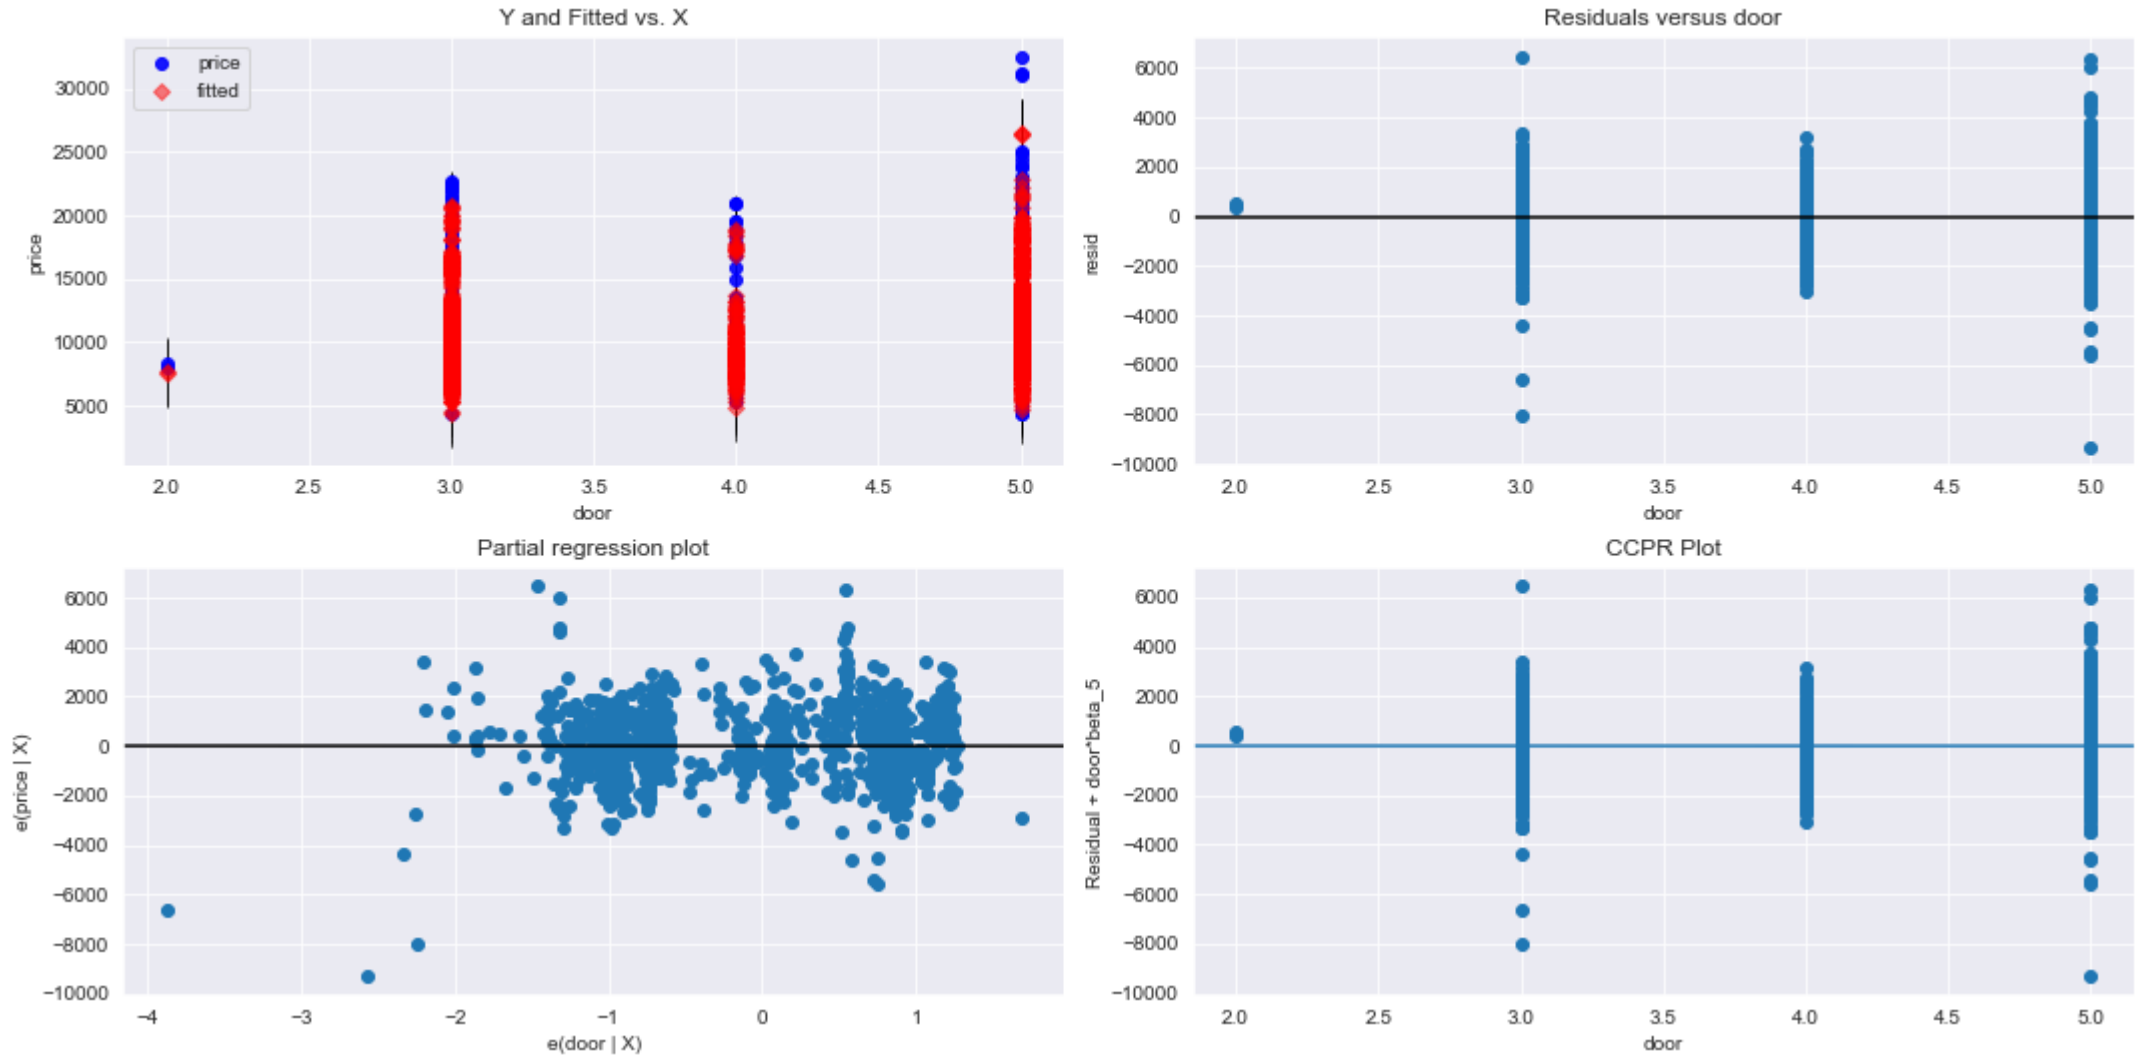 Y and Fitted vs. X
price
fitted
30000
25000
20000
15000
10000
5000
price
2.0 2.5 3.0 3.5 4.0 4.5 5.0
door
Residuals versus door
6000
4000
2000
0
−2000
−4000
−6000
−8000
−10000
resid
2.0 2.5 3.0 3.5 4.0 4.5 5.0
door
Partial regression plot
6000
4000
2000
0
−2000
−4000
−6000
−8000
−10000
e(price | X)
−4 −3 −2 −1 0 1
e(door | X)
CCPR Plot
6000
4000
2000
0
−2000
−4000
−6000
−8000
−10000
Residual + door*beta_5
2.0 2.5 3.0 3.5 4.0 4.5 5.0
door